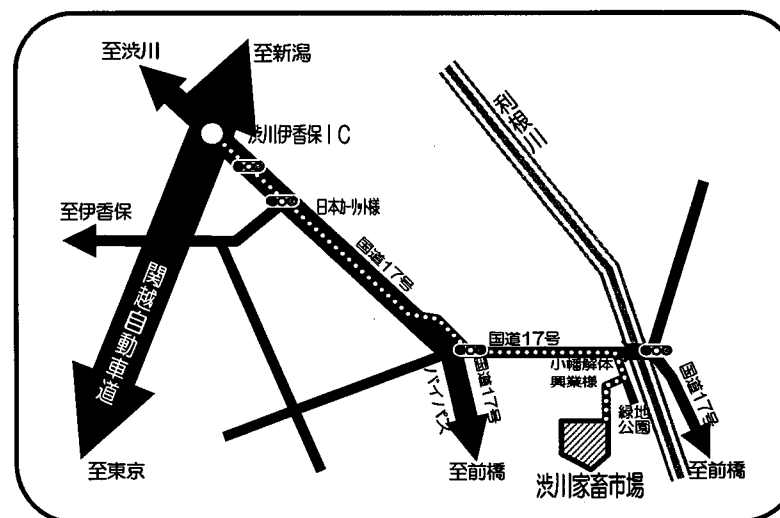 至渋川
至新潟
渋川伊香保IC
利根川
至伊香保
日本カーリット様
国道17号
関越自動車道
国道17号
小幡解体
興業様
バイパス
国道17号
国道17号
緑地
公園
至東京
至前橋
渋川家畜市場
至前橋